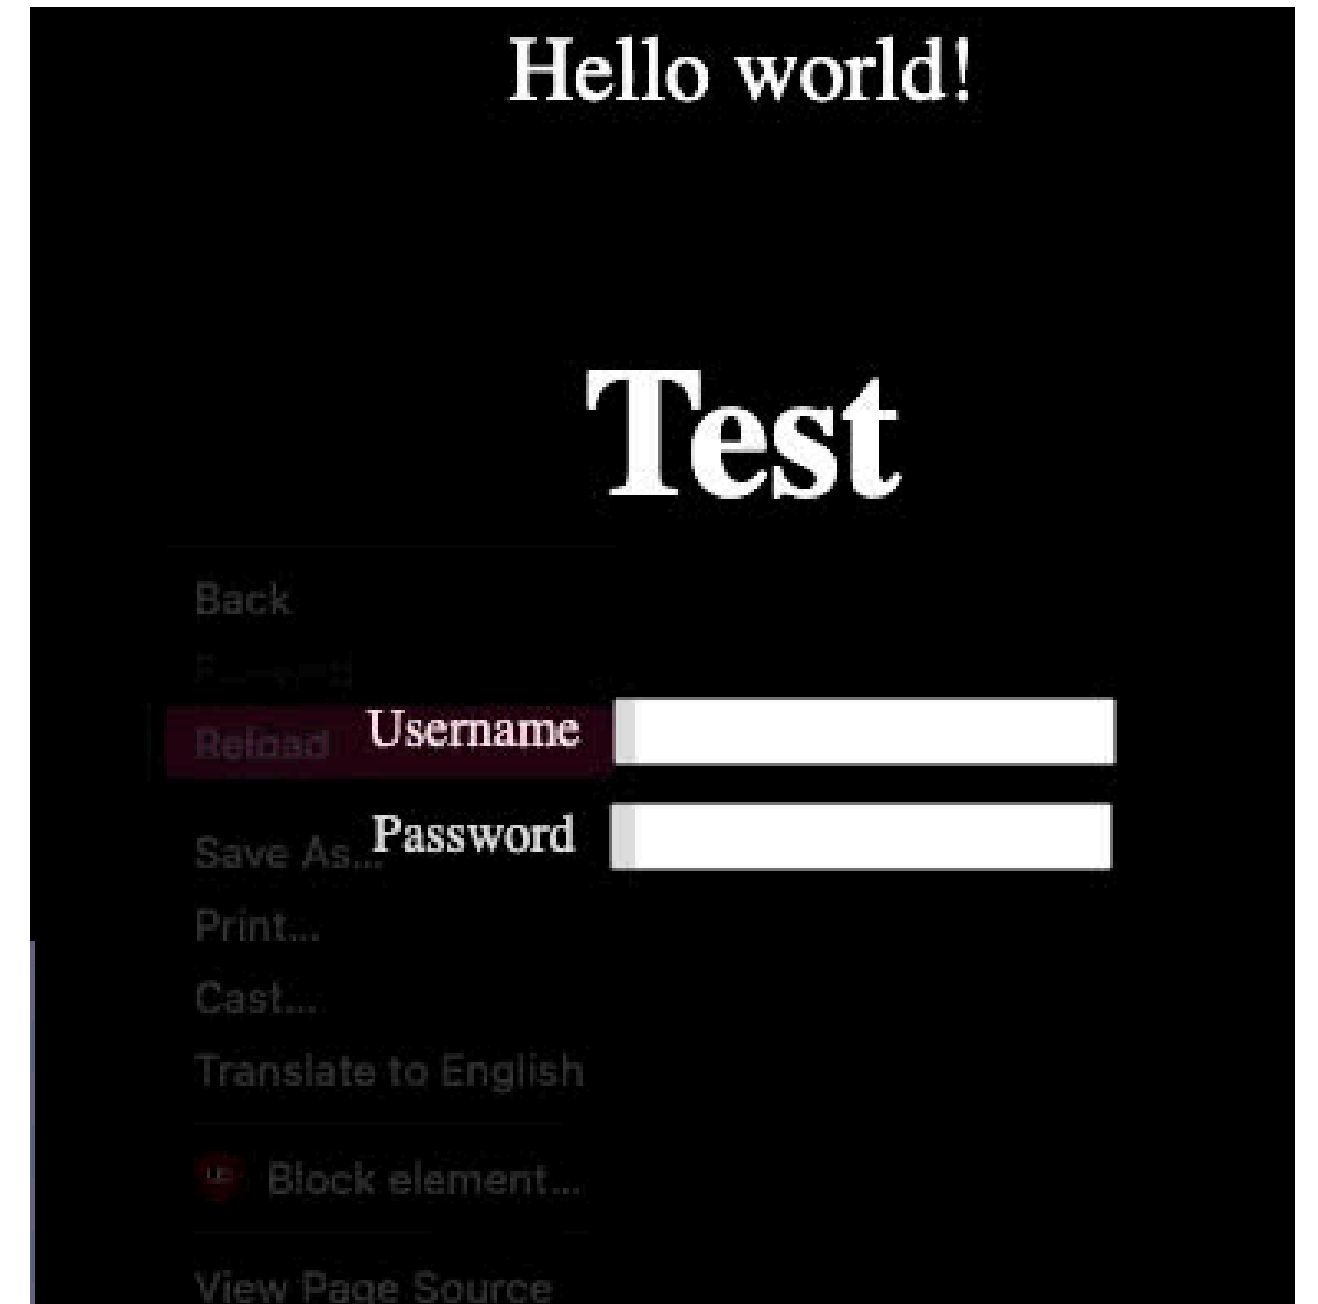 Hello world!
Test
Back
Reload
Username
Save As...
Password
Print...
Cast...
Translate to English
Block element...
View Page Source